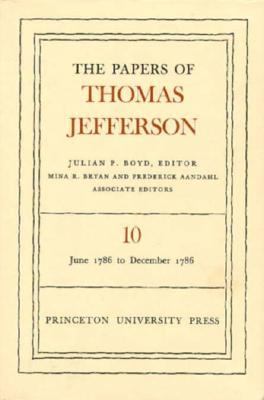 THE PAPERS OF
THOMAS
JEFFERSON
JULIAN P. BOYD, EDITOR
MINA R. BRYAN AND FREDERICK AANDAHL
ASSOCIATE EDITORS
10
June 1786 to December 1786
PRINCETON UNIVERSITY PRESS